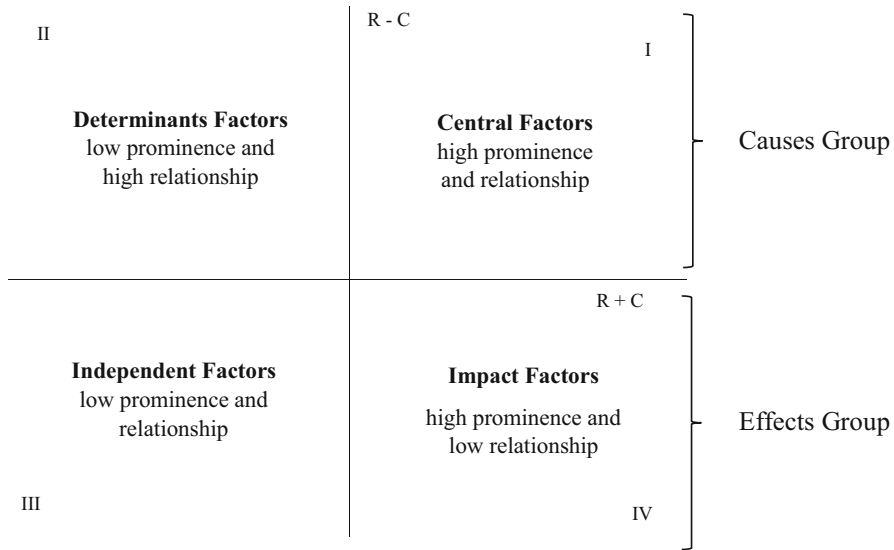 II
R - C
I
Determinants Factors
low prominence and
high relationship
Central Factors
high prominence
and relationship
Causes Group
R + C
Independent Factors
low prominence and
relationship
Impact Factors
high prominence and
low relationship
Effects Group
III
IV